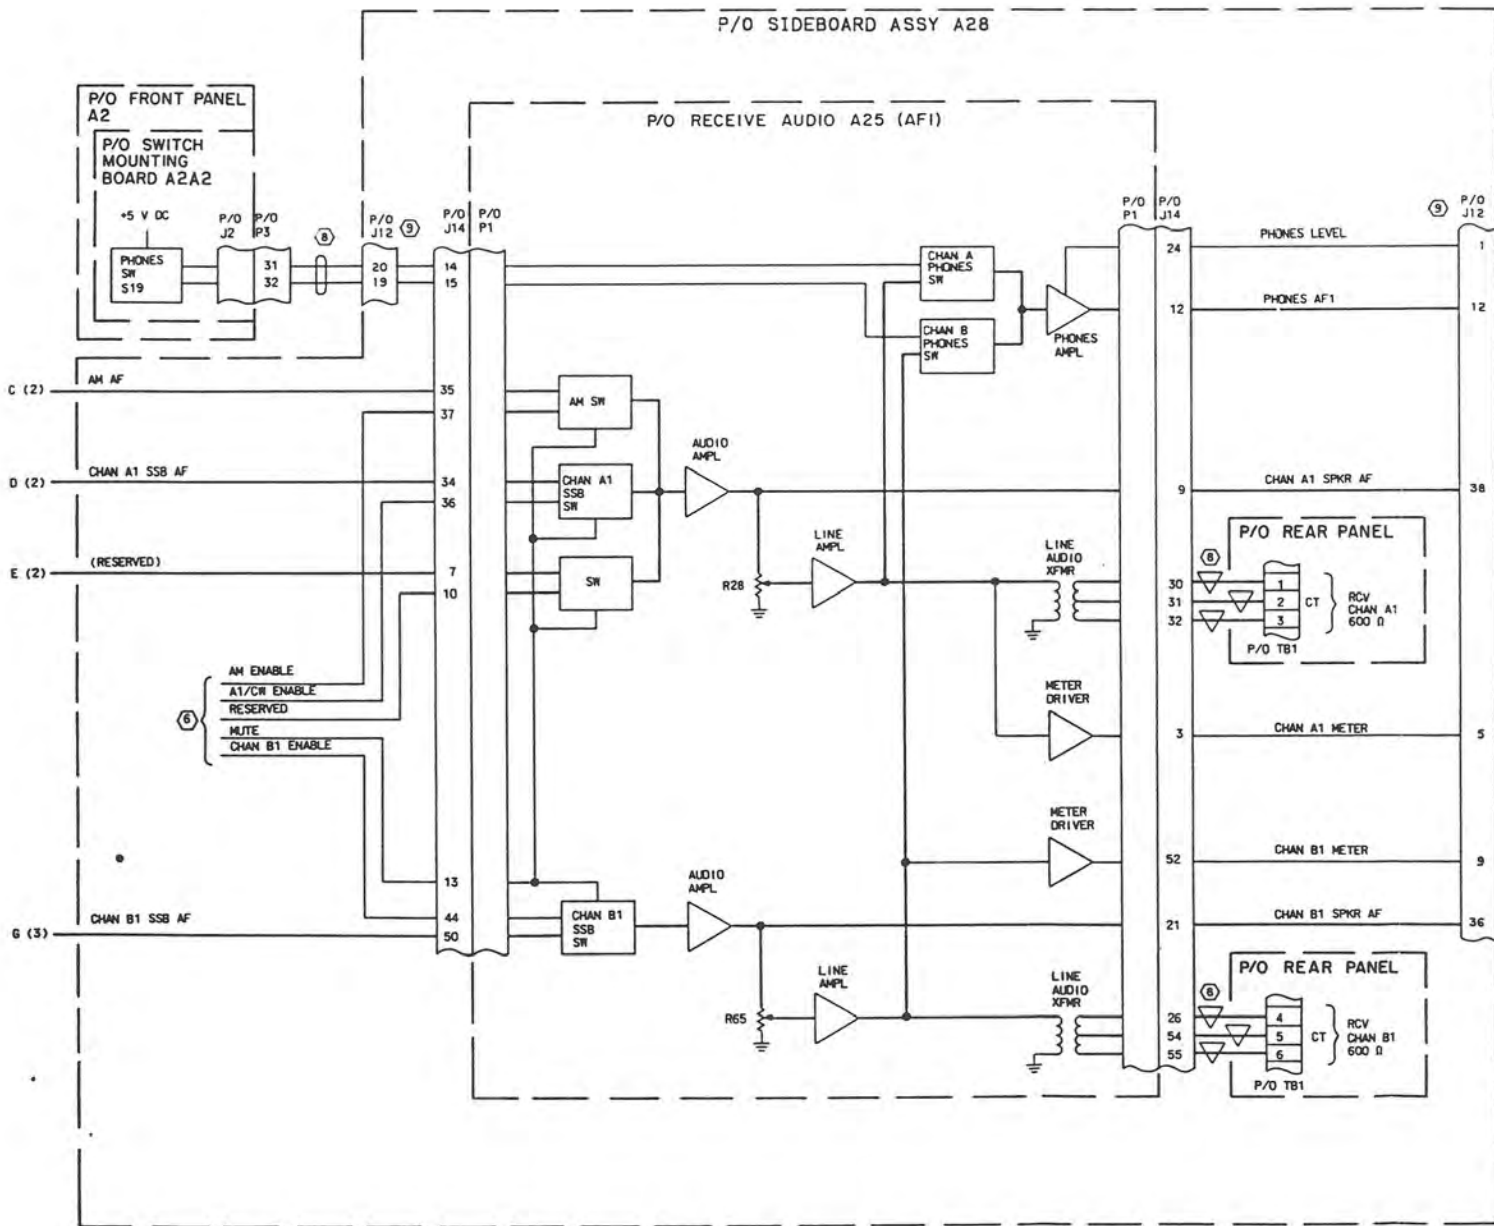 P/O SIDEBOARD ASSY A28
P/O FRONT PANEL
A2
P/O SWITCH
MOUNTING
BOARD A2A2
+5 V DC
PHONES
SW
S19
P/O
J2
P/O
P3
31
32
8
P/O
J12
9
20
19
P/O RECEIVE AUDIO A25 (AF1)
P/O
J14
P/O
P1
14
15
CHAN A
PHONES
SW
CHAN B
PHONES
SW
PHONES
AMPL
P/O
P1
P/O
J14
24
PHONES LEVEL
9
P/O
J12
1
12
PHONES AF1
12
C (2)
AM AF
35
37
AM SW
AUDIO
AMPL
D (2)
CHAN A1 SSB AF
34
36
CHAN A1
SSB
SW
9
CHAN A1 SPKR AF
38
E (2)
(RESERVED)
7
10
SW
R28
LINE
AMPL
LINE
AUDIO
XFMR
30
31
32
8
P/O REAR PANEL
1
2
3
CT
RCV
CHAN A1
600 Ω
P/O TB1
6
AM ENABLE
A1/CW ENABLE
RESERVED
MUTE
CHAN B1 ENABLE
METER
DRIVER
3
CHAN A1 METER
5
METER
DRIVER
52
CHAN B1 METER
9
13
G (3)
CHAN B1 SSB AF
44
50
CHAN B1
SSB
SW
AUDIO
AMPL
21
CHAN B1 SPKR AF
36
R65
LINE
AMPL
LINE
AUDIO
XFMR
26
54
55
P/O REAR PANEL
4
5
6
CT
RCV
CHAN B1
600 Ω
P/O TB1